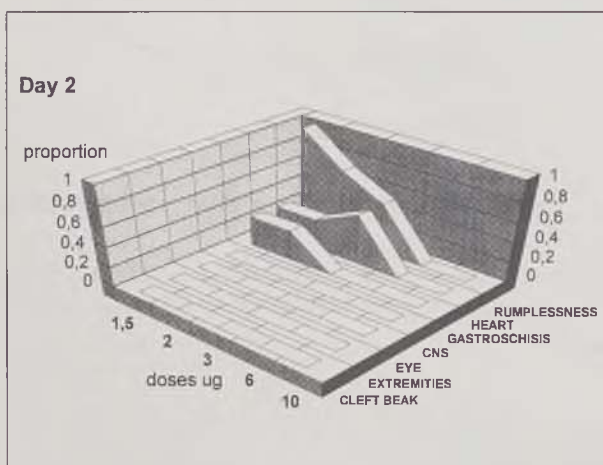 Day 2
proportion
1
0,8
0,6
0,4
0,2
0
1
0,8
0,6
0,4
0,2
0
1,5
2
3
6
10
doses ug
RUMPLESSNESS
HEART
GASTROSCHISIS
CNS
EYE
EXTREMITIES
CLEFT BEAK